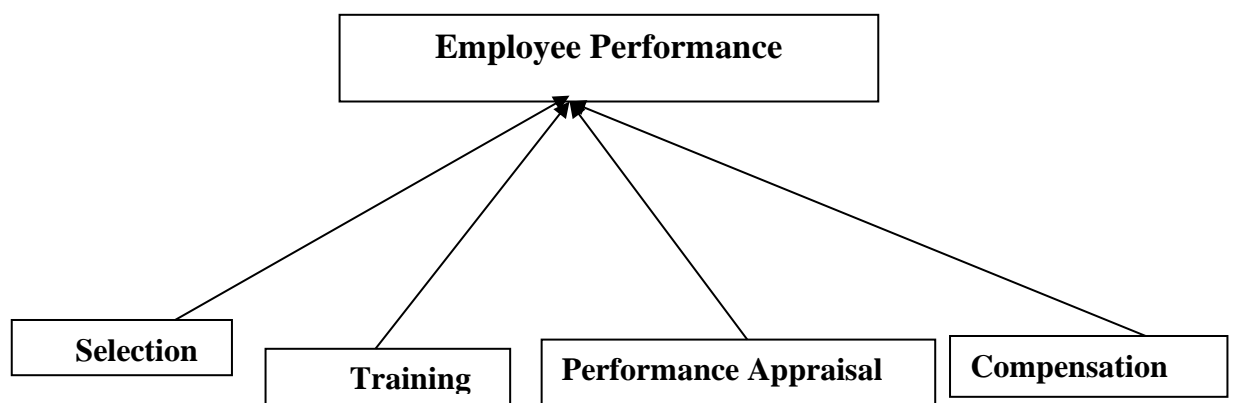 Employee Performance
Selection
Training
Performance Appraisal
Compensation